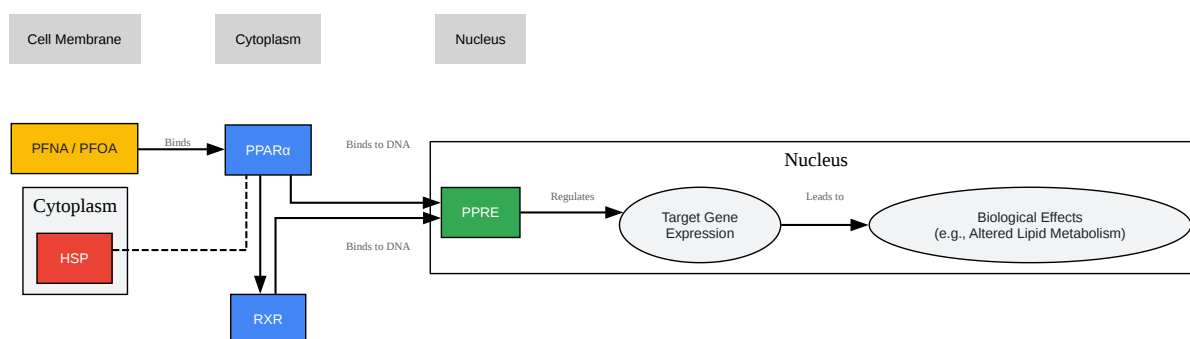 Cell Membrane
Cytoplasm
Nucleus
PFNA / PFOA
Binds
PPARα
Binds to DNA
Nucleus
Cytoplasm
HSP
PPRE
Regulates
Target Gene
Expression
Leads to
Biological Effects
(e.g., Altered Lipid Metabolism)
Binds to DNA
RXR